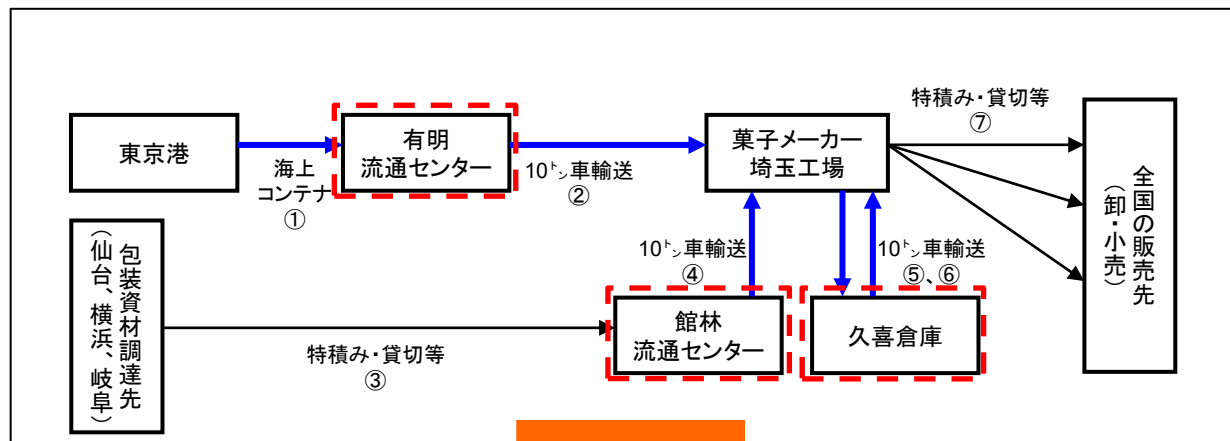 東京港
海上
コンテナ
①
有明
流通センター
10㌧車輸送
②
菓子メーカー
埼玉工場
特積み・貸切等
⑦
全国の販売先
(卸・小売)
包装資材調達先
(仙台、横浜、岐阜)
特積み・貸切等
③
10㌧車輸送
④
館林
流通センター
10㌧車輸送
⑤、⑥
久喜倉庫